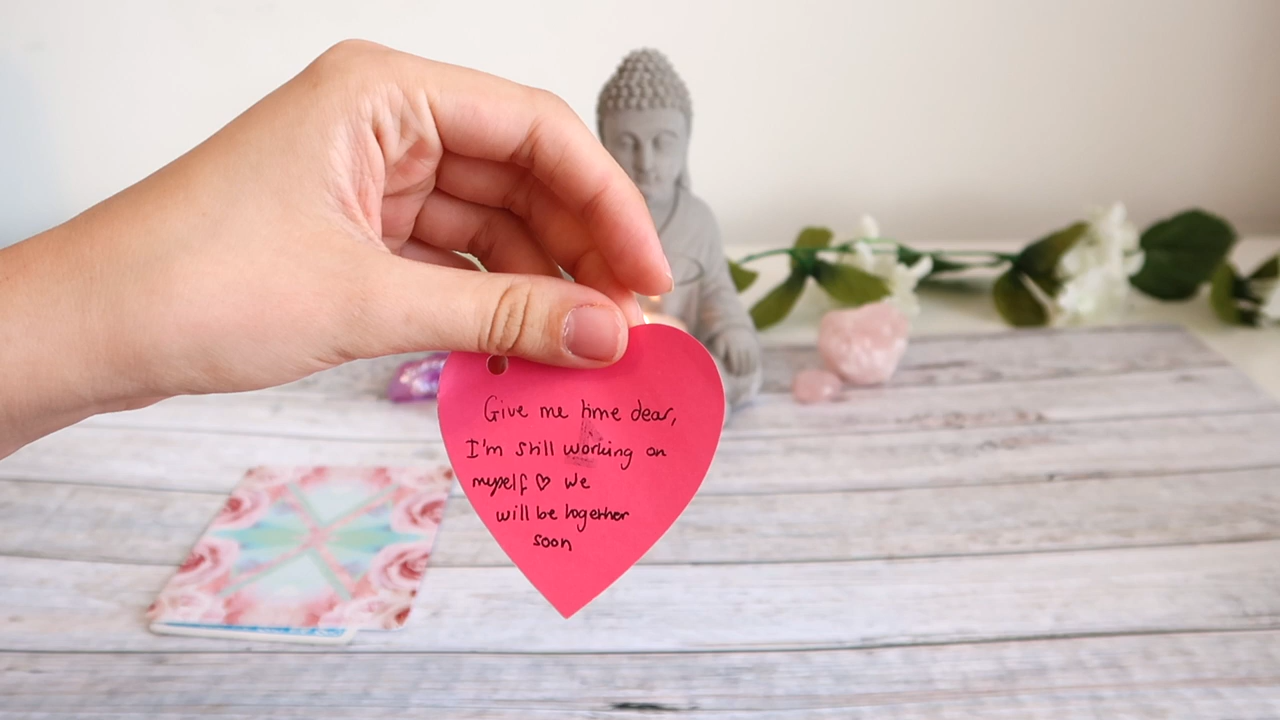 Give me time dear,
I'm still working on
myself ♡ we
will be together
soon